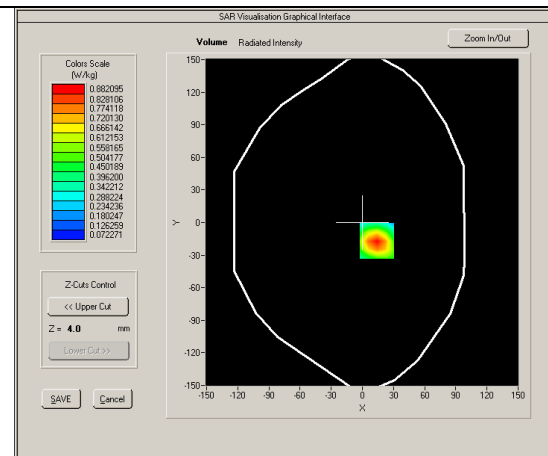 SAR Visualisation Graphical Interface
Volume Radiated Intensity
Zoom In/Out
Colors Scale
(W/kg)
0.882095
0.828106
0.774118
0.720130
0.666142
0.612153
0.558165
0.504177
0.450189
0.396200
0.342212
0.288224
0.234236
0.180247
0.126259
0.072271
Z-Cuts Control
<< Upper Cut
Z = 4.0 mm
Lower Cut >>
SAVE Cancel
150
120
90
60
30
0
-30
-60
-90
-120
-150
Y
-150 -120 -90 -60 -30 0 30 60 90 120 150
X